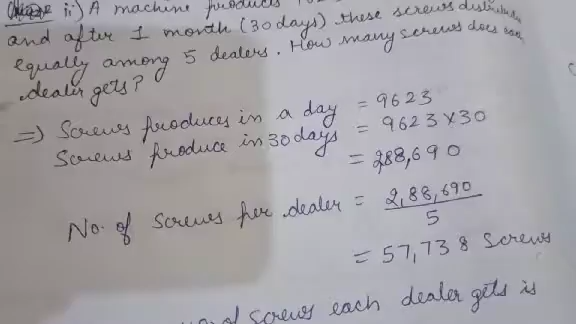 ii) A machine produces
and after 1 month (30 days) these screws
equally among 5 dealers. How many screws does
dealer gets?
=) Screws produces in a day = 9623
Screws produce in 30 days = 9623 x 30
= 288,690
No. of screws per dealer = 2,88,690
5
= 57,738 screws
of screws each dealer gets is